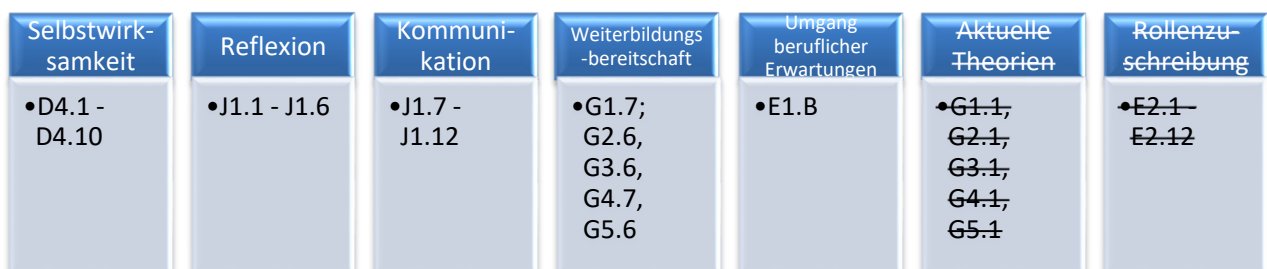 Selbstwirk-
samkeit
•D4.1 -
D4.10
Reflexion
•J1.1 - J1.6
Kommuni-
kation
•J1.7 -
J1.12
Weiterbildungs
-bereitschaft
•G1.7;
G2.6,
G3.6,
G4.7,
G5.6
Umgang
beruflicher
Erwartungen
•E1.B
Aktuelle
Theorien
•G1.1,
G2.1,
G3.1,
G4.1,
G5.1
Rollenzu-
schreibung
•E2.1 -
E2.12